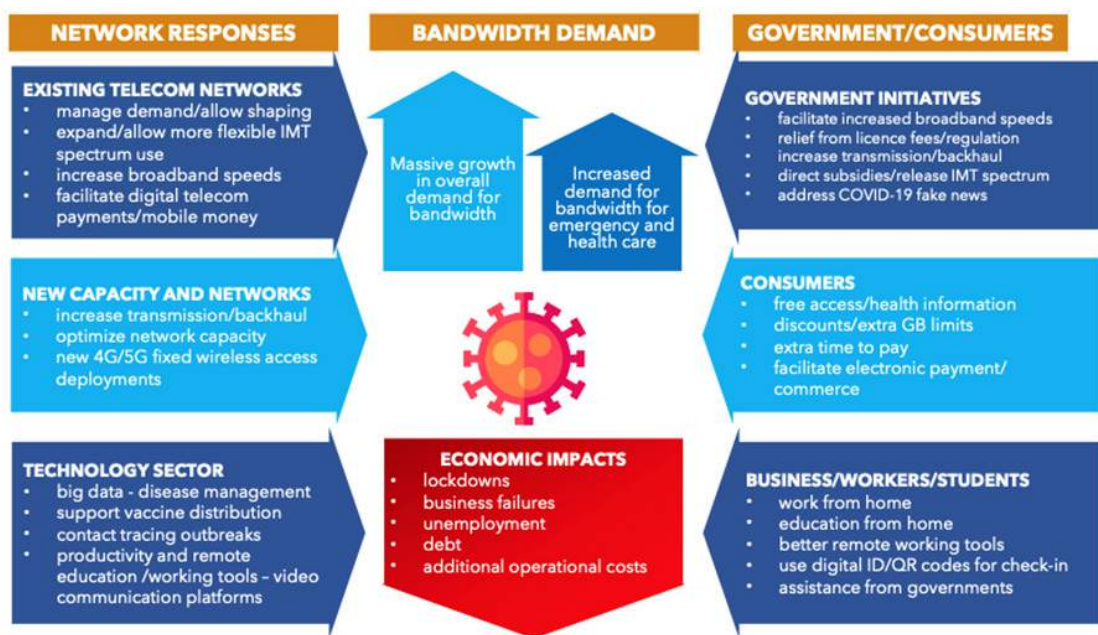 NETWORK RESPONSES
EXISTING TELECOM NETWORKS
• manage demand/allow shaping
• expand/allow more flexible IMT
spectrum use
• increase broadband speeds
• facilitate digital telecom
payments/mobile money
NEW CAPACITY AND NETWORKS
• increase transmission/backhaul
• optimize network capacity
• new 4G/5G fixed wireless access
deployments
TECHNOLOGY SECTOR
• big data - disease management
• support vaccine distribution
• contact tracing outbreaks
• productivity and remote
education /working tools – video
communication platforms
BANDWIDTH DEMAND
Massive growth
in overall
demand for
bandwidth
Increased
demand for
bandwidth for
emergency and
health care
ECONOMIC IMPACTS
• lockdowns
• business failures
• unemployment
• debt
• additional operational costs
GOVERNMENT/CONSUMERS
GOVERNMENT INITIATIVES
• facilitate increased broadband speeds
• relief from licence fees/regulation
• increase transmission/backhaul
• direct subsidies/release IMT spectrum
• address COVID-19 fake news
CONSUMERS
• free access/health information
• discounts/extra GB limits
• extra time to pay
• facilitate electronic payment/
commerce
BUSINESS/WORKERS/STUDENTS
• work from home
• education from home
• better remote working tools
• use digital ID/QR codes for check-in
• assistance from governments